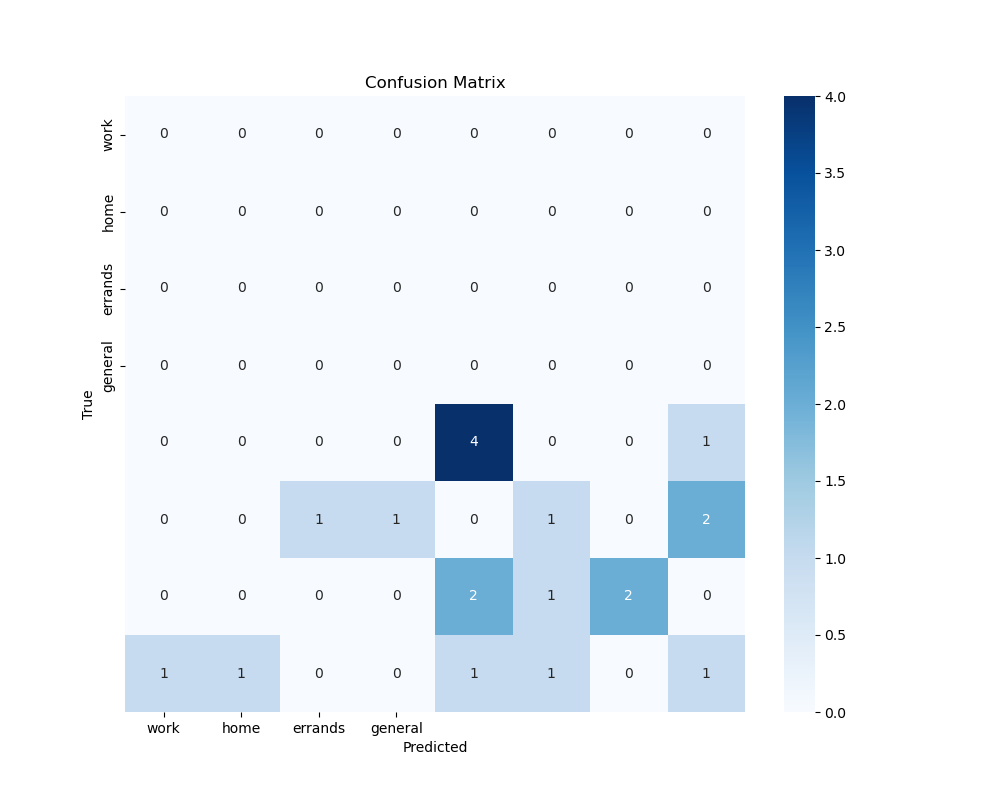 Confusion Matrix
work
0 0 0 0 0 0 0 0
home
0 0 0 0 0 0 0 0
errands
0 0 0 0 0 0 0 0
general
0 0 0 0 0 0 0 0
True
0 0 0 0 4 0 0 1
0 0 1 1 0 1 0 2
0 0 0 0 2 1 2 0
1 1 0 0 1 1 0 1
work home errands general
Predicted
4.0
3.5
3.0
2.5
2.0
1.5
1.0
0.5
0.0